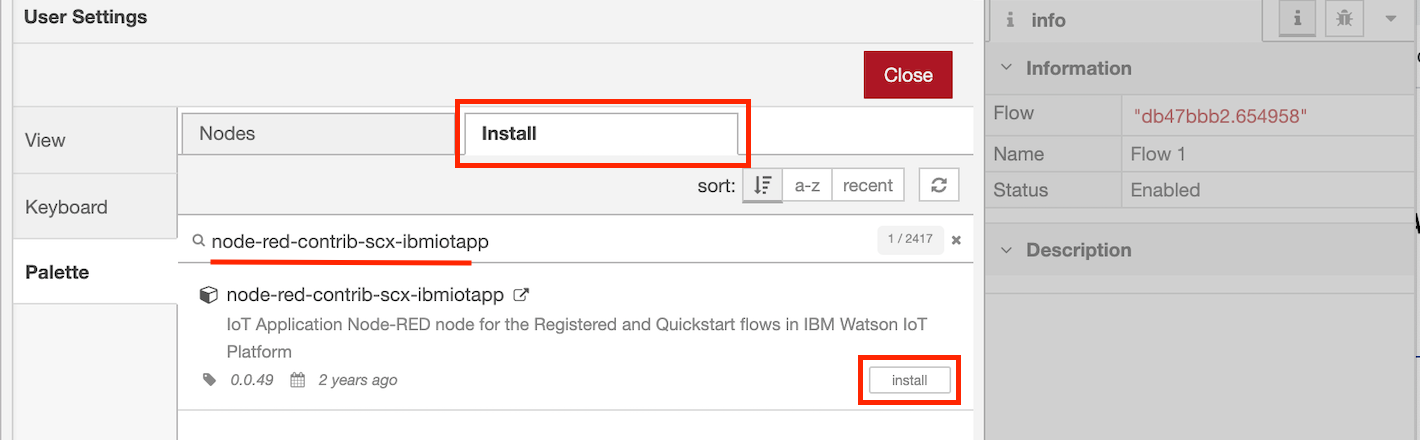 User Settings
Close
View
Keyboard
Palette
Nodes
Install
sort:
a-z
recent
node-red-contrib-scx-ibmiotapp
1 / 2417
node-red-contrib-scx-ibmiotapp
IoT Application Node-RED node for the Registered and Quickstart flows in IBM Watson IoT
Platform
0.0.49
2 years ago
install
info
Information
Flow
"db47bbb2.654958"
Name
Flow 1
Status
Enabled
Description